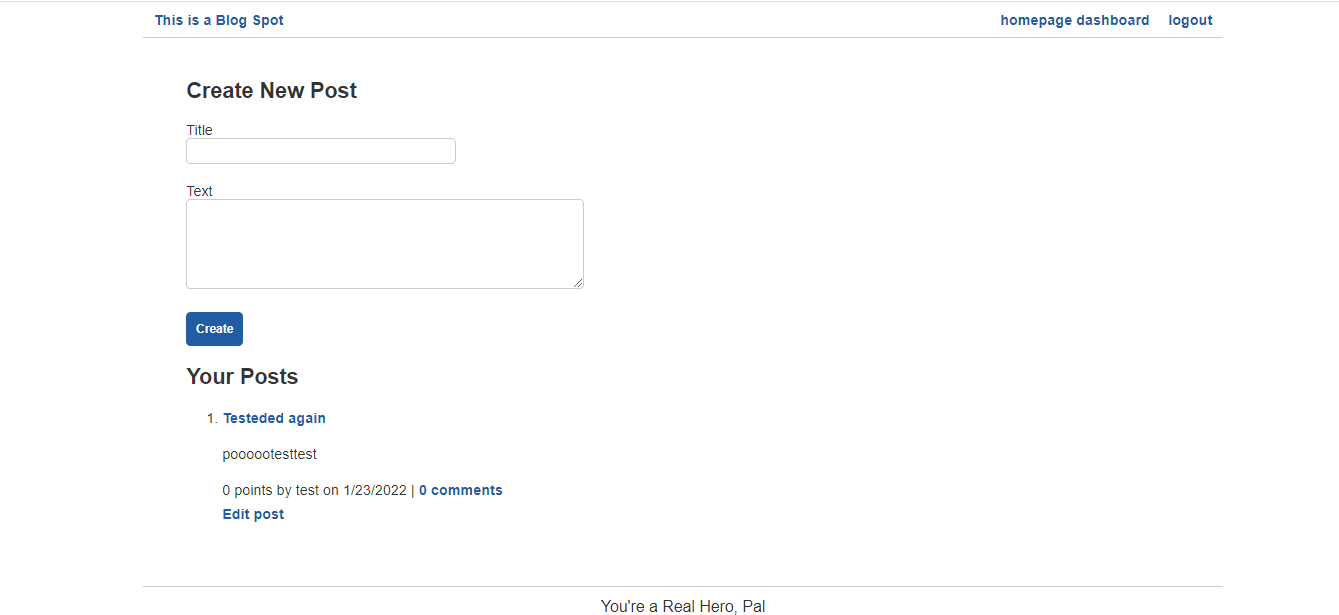 This is a Blog Spot homepage dashboard logout
Create New Post
Title
Text
Create
Your Posts
1. Testeded again
poooootesttest
0 points by test on 1/23/2022 | 0 comments
Edit post
You're a Real Hero, Pal